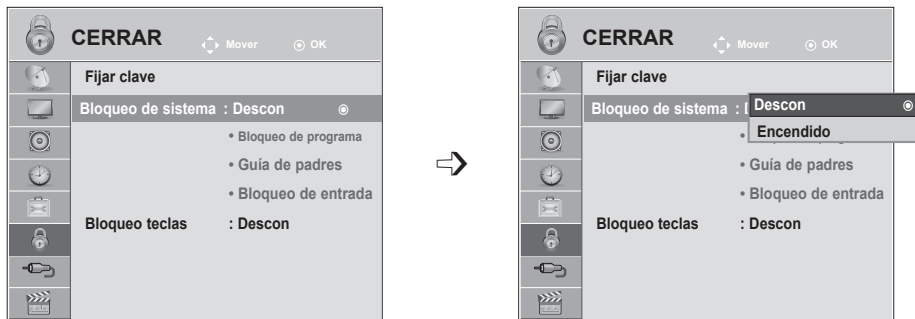 CERRAR Mover OK
Fijar clave
Bloqueo de sistema : Descon
• Bloqueo de programa
• Guía de padres
• Bloqueo de entrada
Bloqueo teclas : Descon
CERRAR Mover OK
Fijar clave
Bloqueo de sistema : Descon
Encendido
• Guía de padres
• Bloqueo de entrada
Bloqueo teclas : Descon